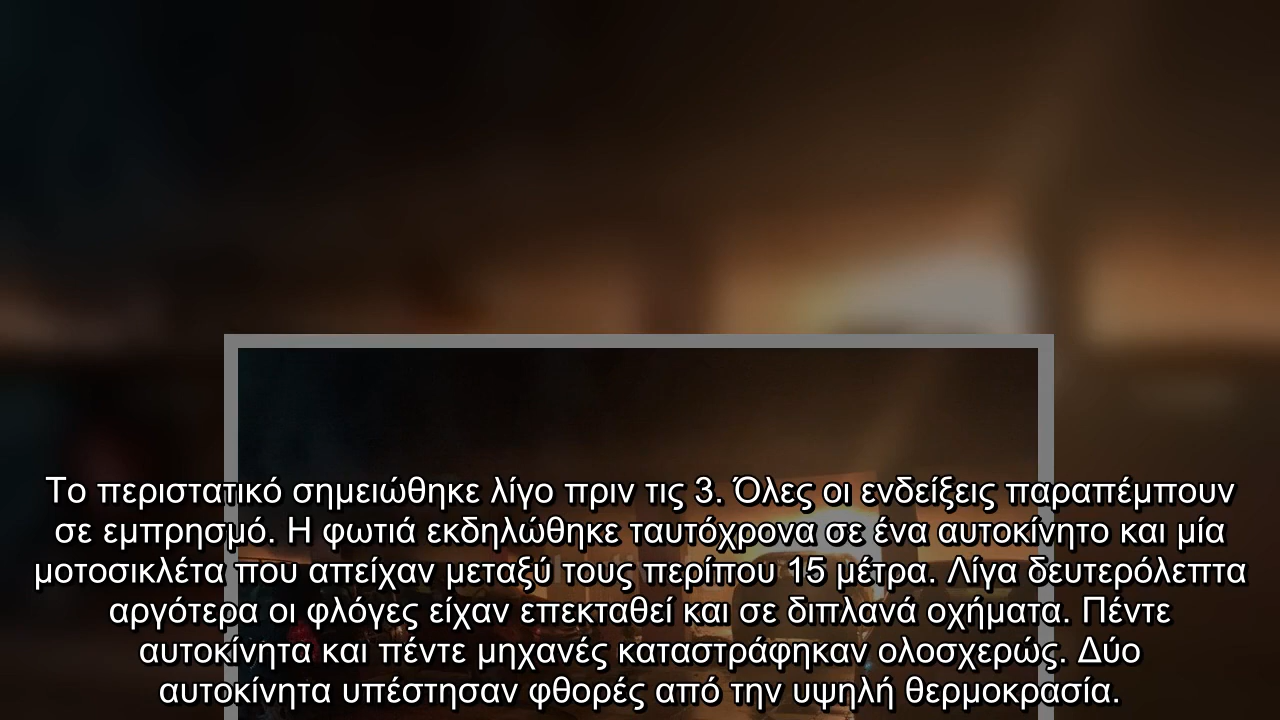 Το περιστατικό σημειώθηκε λίγο πριν τις 3. Όλες οι ενδείξεις παραπέμπουν
σε εμπρησμό. Η φωτιά εκδηλώθηκε ταυτόχρονα σε ένα αυτοκίνητο και μία
μοτοσικλέτα που απείχαν μεταξύ τους περίπου 15 μέτρα. Λίγα δευτερόλεπτα
αργότερα οι φλόγες είχαν επεκταθεί και σε διπλανά οχήματα. Πέντε
αυτοκίνητα και πέντε μηχανές καταστράφηκαν ολοσχερώς. Δύο
αυτοκίνητα υπέστησαν φθορές από την υψηλή θερμοκρασία.